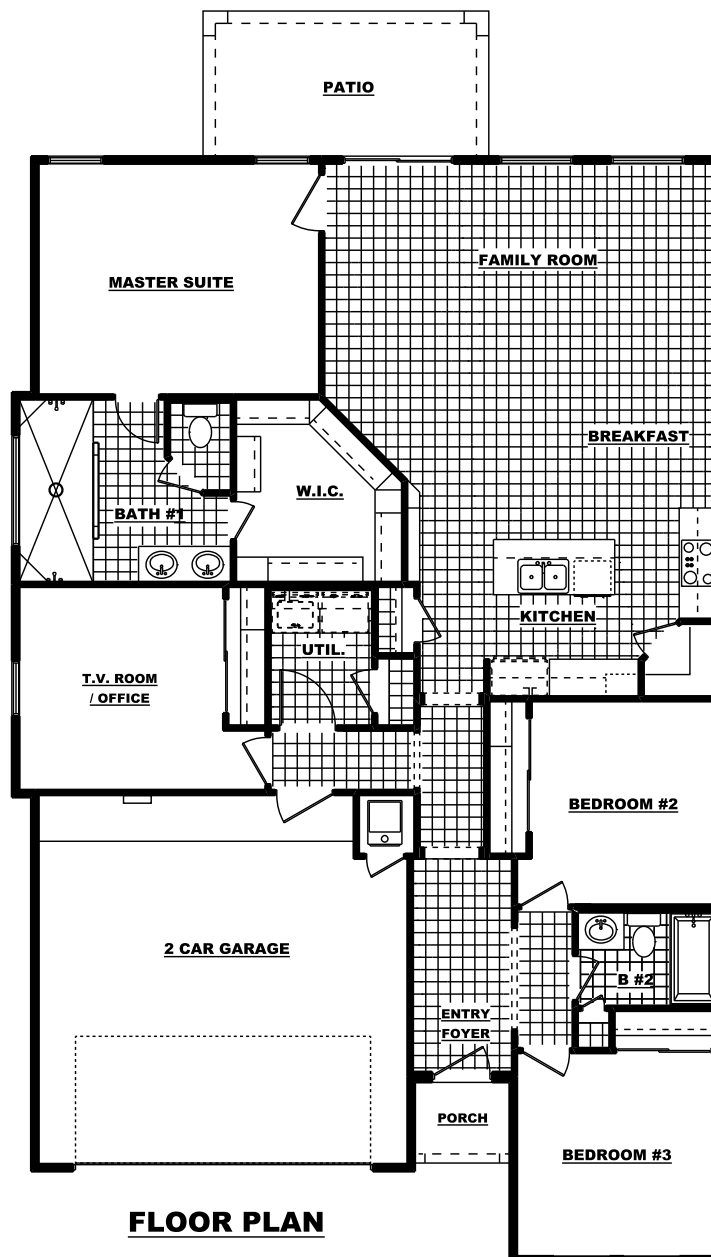 PATIO
FAMILY ROOM
MASTER SUITE
BREAKFAST
W.I.C.
BATH #1
KITCHEN
UTIL.
T.V. ROOM
/ OFFICE
BEDROOM #2
2 CAR GARAGE
B #2
ENTRY
FOYER
PORCH
BEDROOM #3
FLOOR PLAN